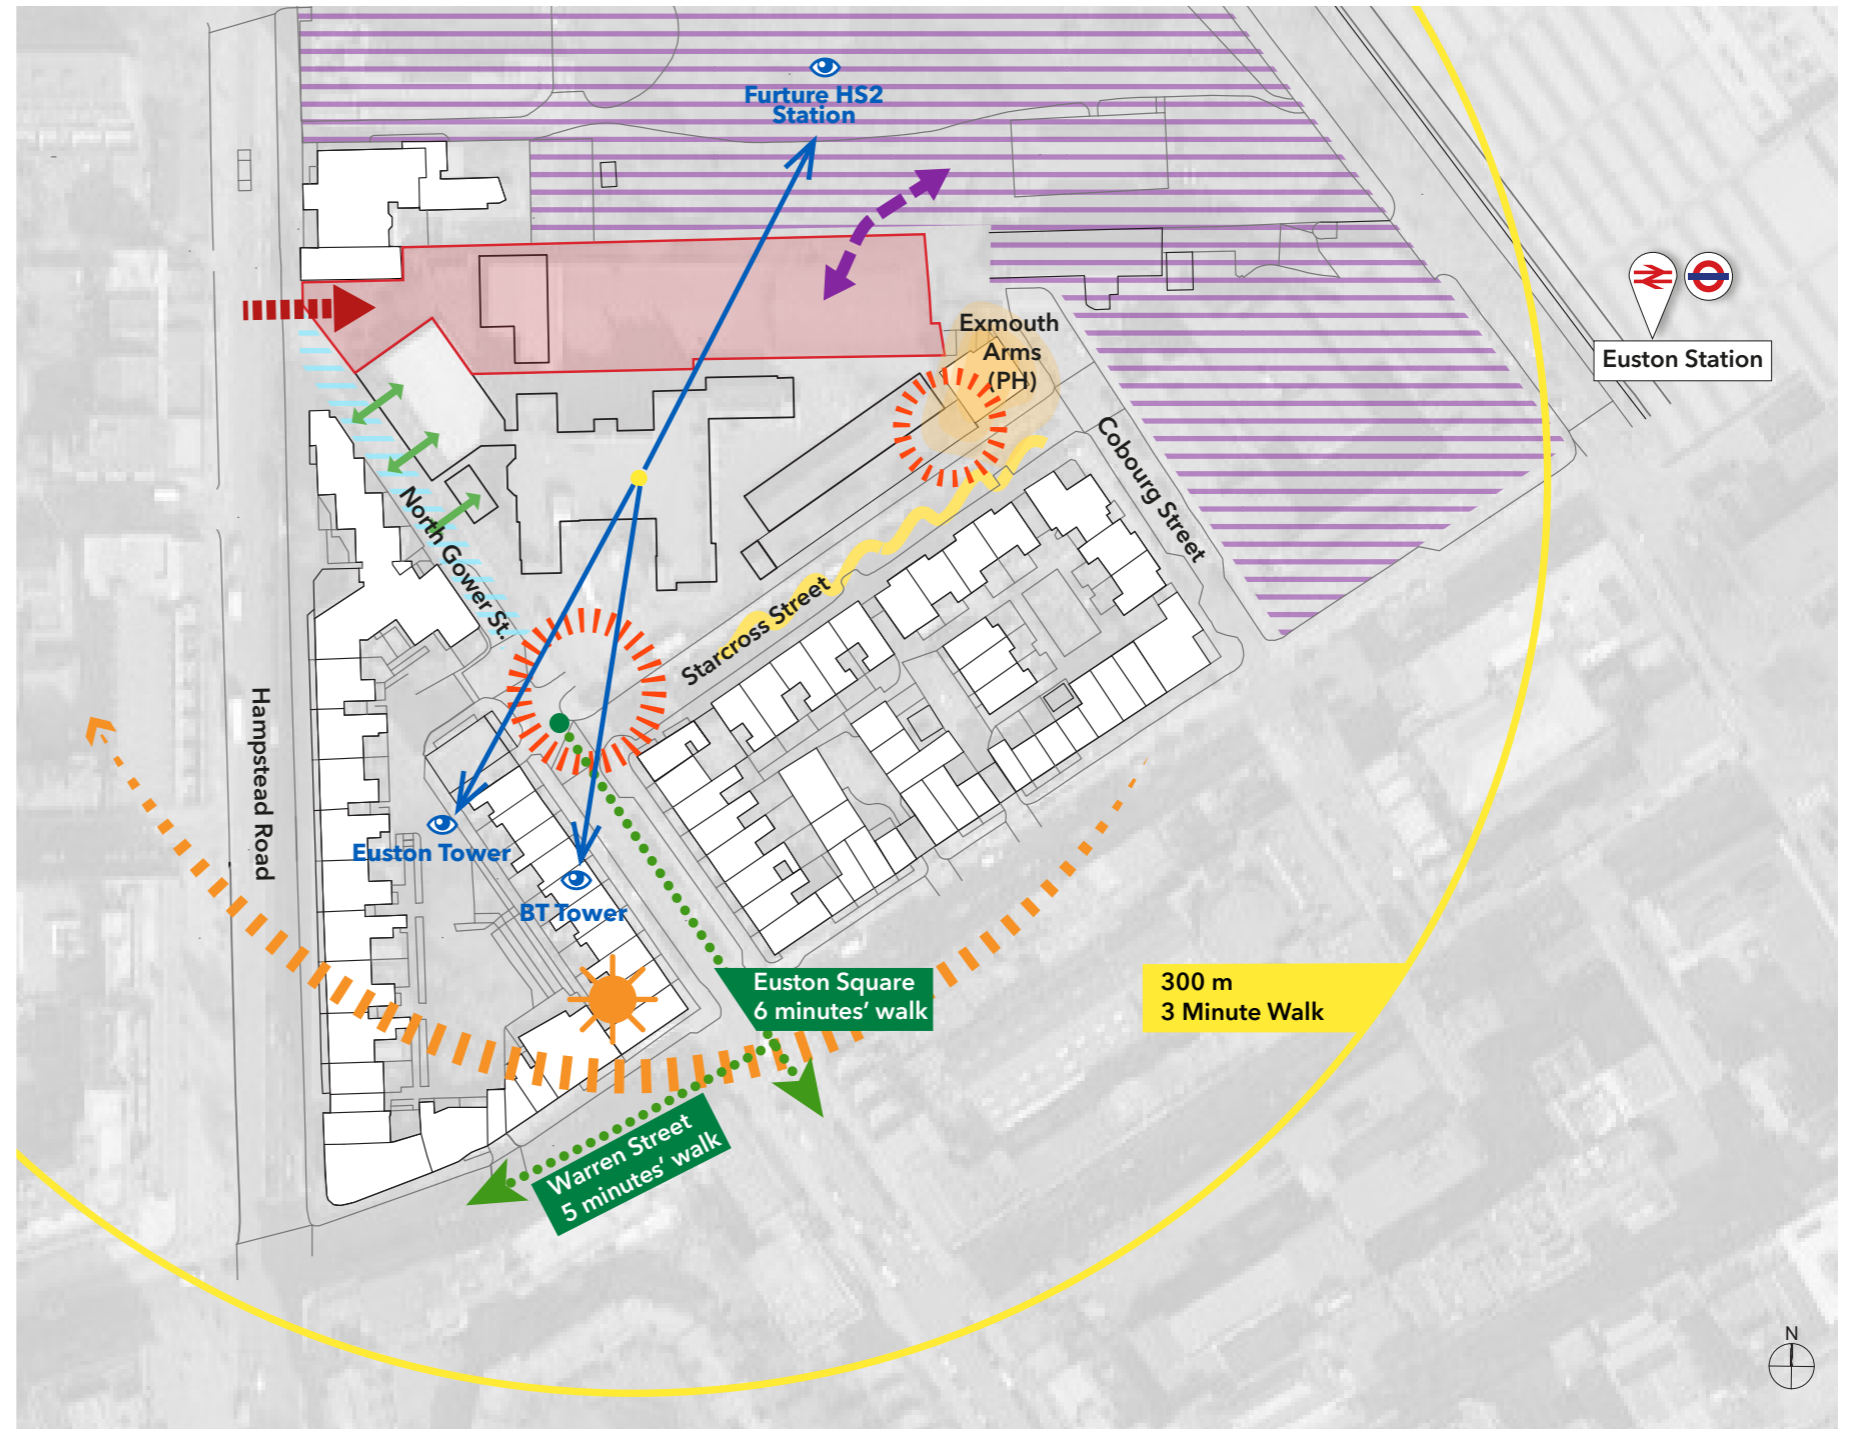 Furture HS2
Station
Exmouth
Arms
(PH)
Euston Station
Cobourg Street
North Gower St.
Starcross Street
Hampstead Road
Euston Tower
BT Tower
Euston Square
6 minutes’ walk
300 m
3 Minute Walk
Warren Street
5 minutes’ walk
N